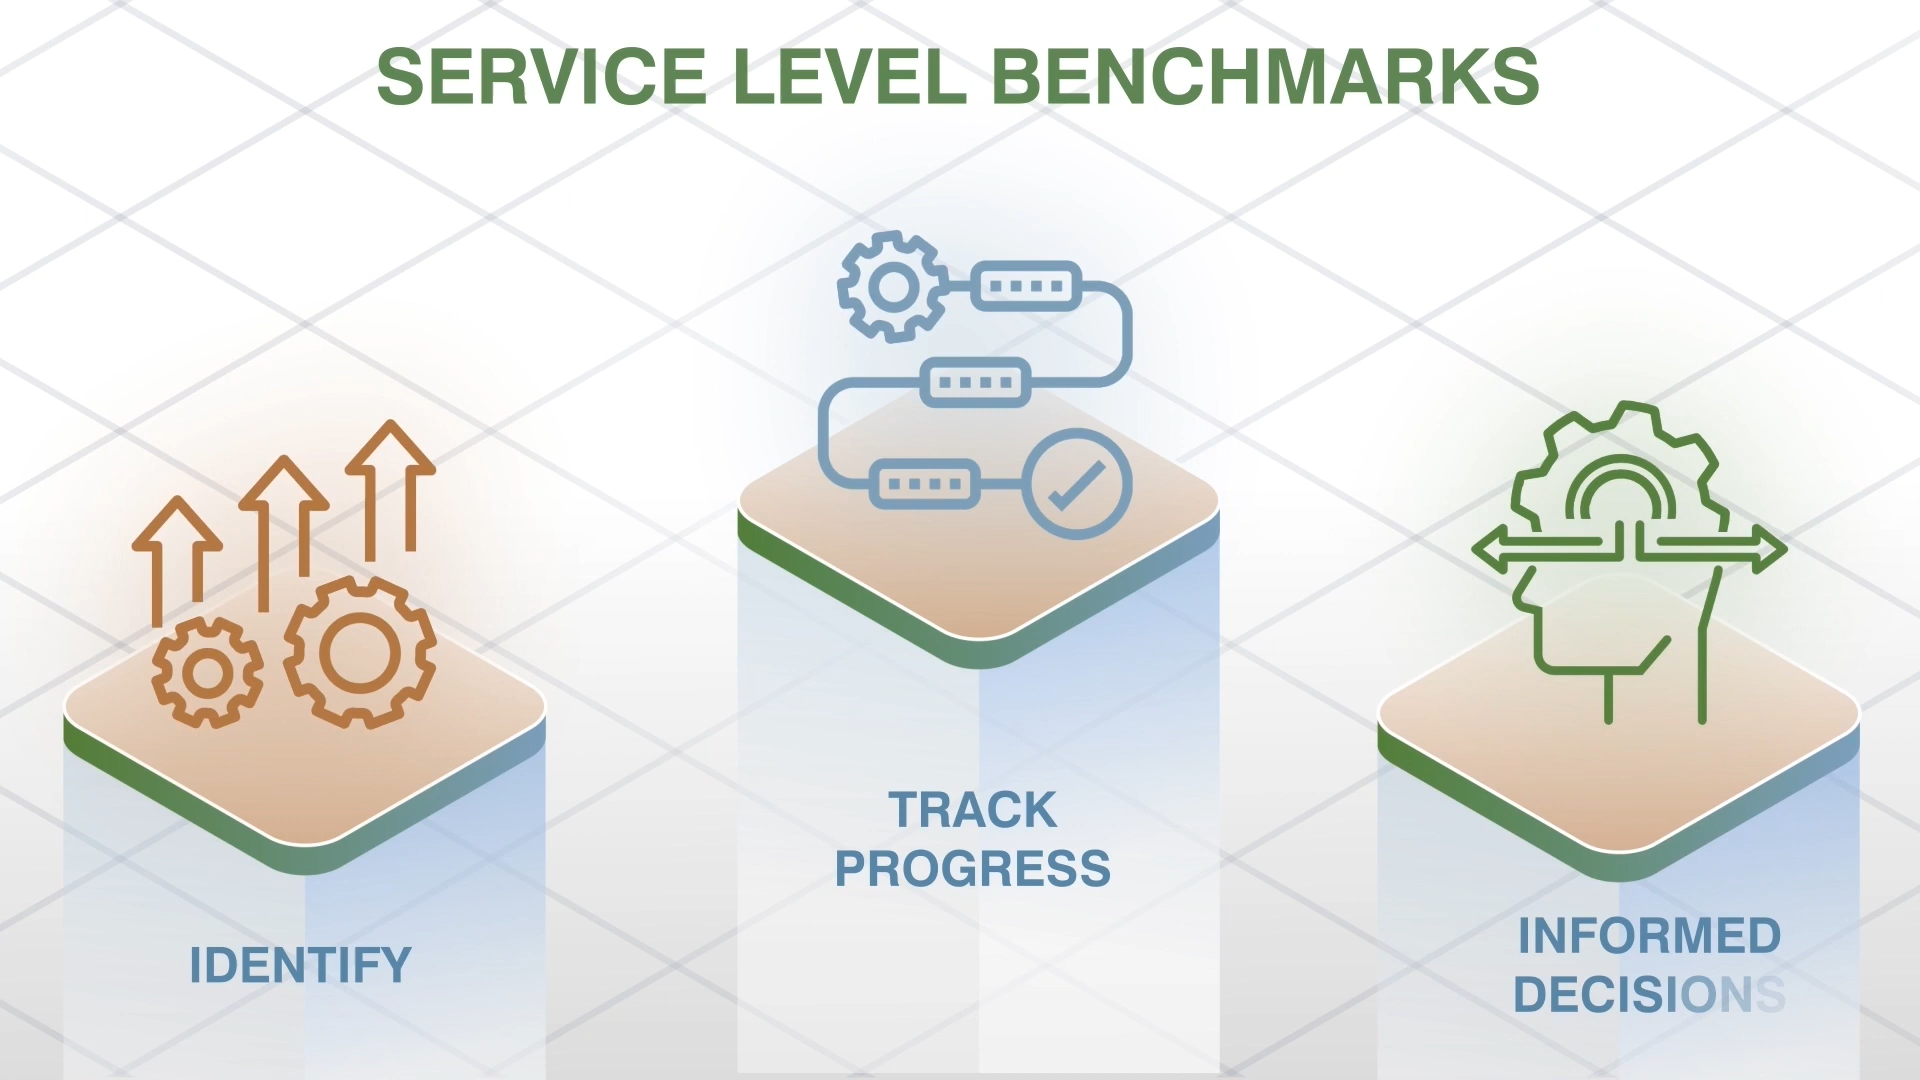 SERVICE LEVEL BENCHMARKS
IDENTIFY
TRACK
PROGRESS
INFORMED
DECISIONS